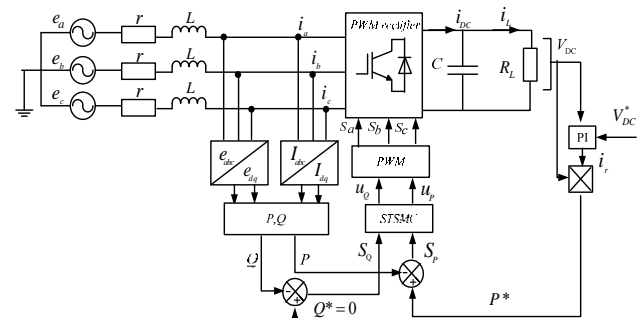 e_a r L i_a PWM rectifier i_DC i_L V_DC
e_b r L i_b C R_L
e_c r L i_c
S_a S_b S_c
e_abc e_dq I_abc I_dq PWM PI V*_DC
i_r
u_Q u_P
P,Q STSMC
Q P S_Q S_P
Q*=0 P*